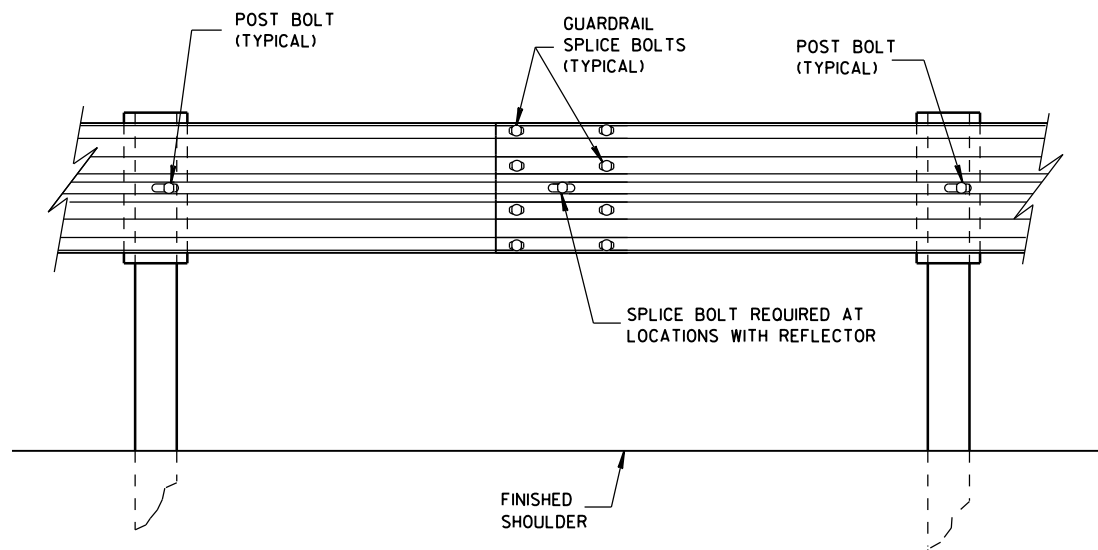 POST BOLT
(TYPICAL)
GUARDRAIL
SPLICE BOLTS
(TYPICAL)
POST BOLT
(TYPICAL)
SPLICE BOLT REQUIRED AT
LOCATIONS WITH REFLECTOR
FINISHED
SHOULDER